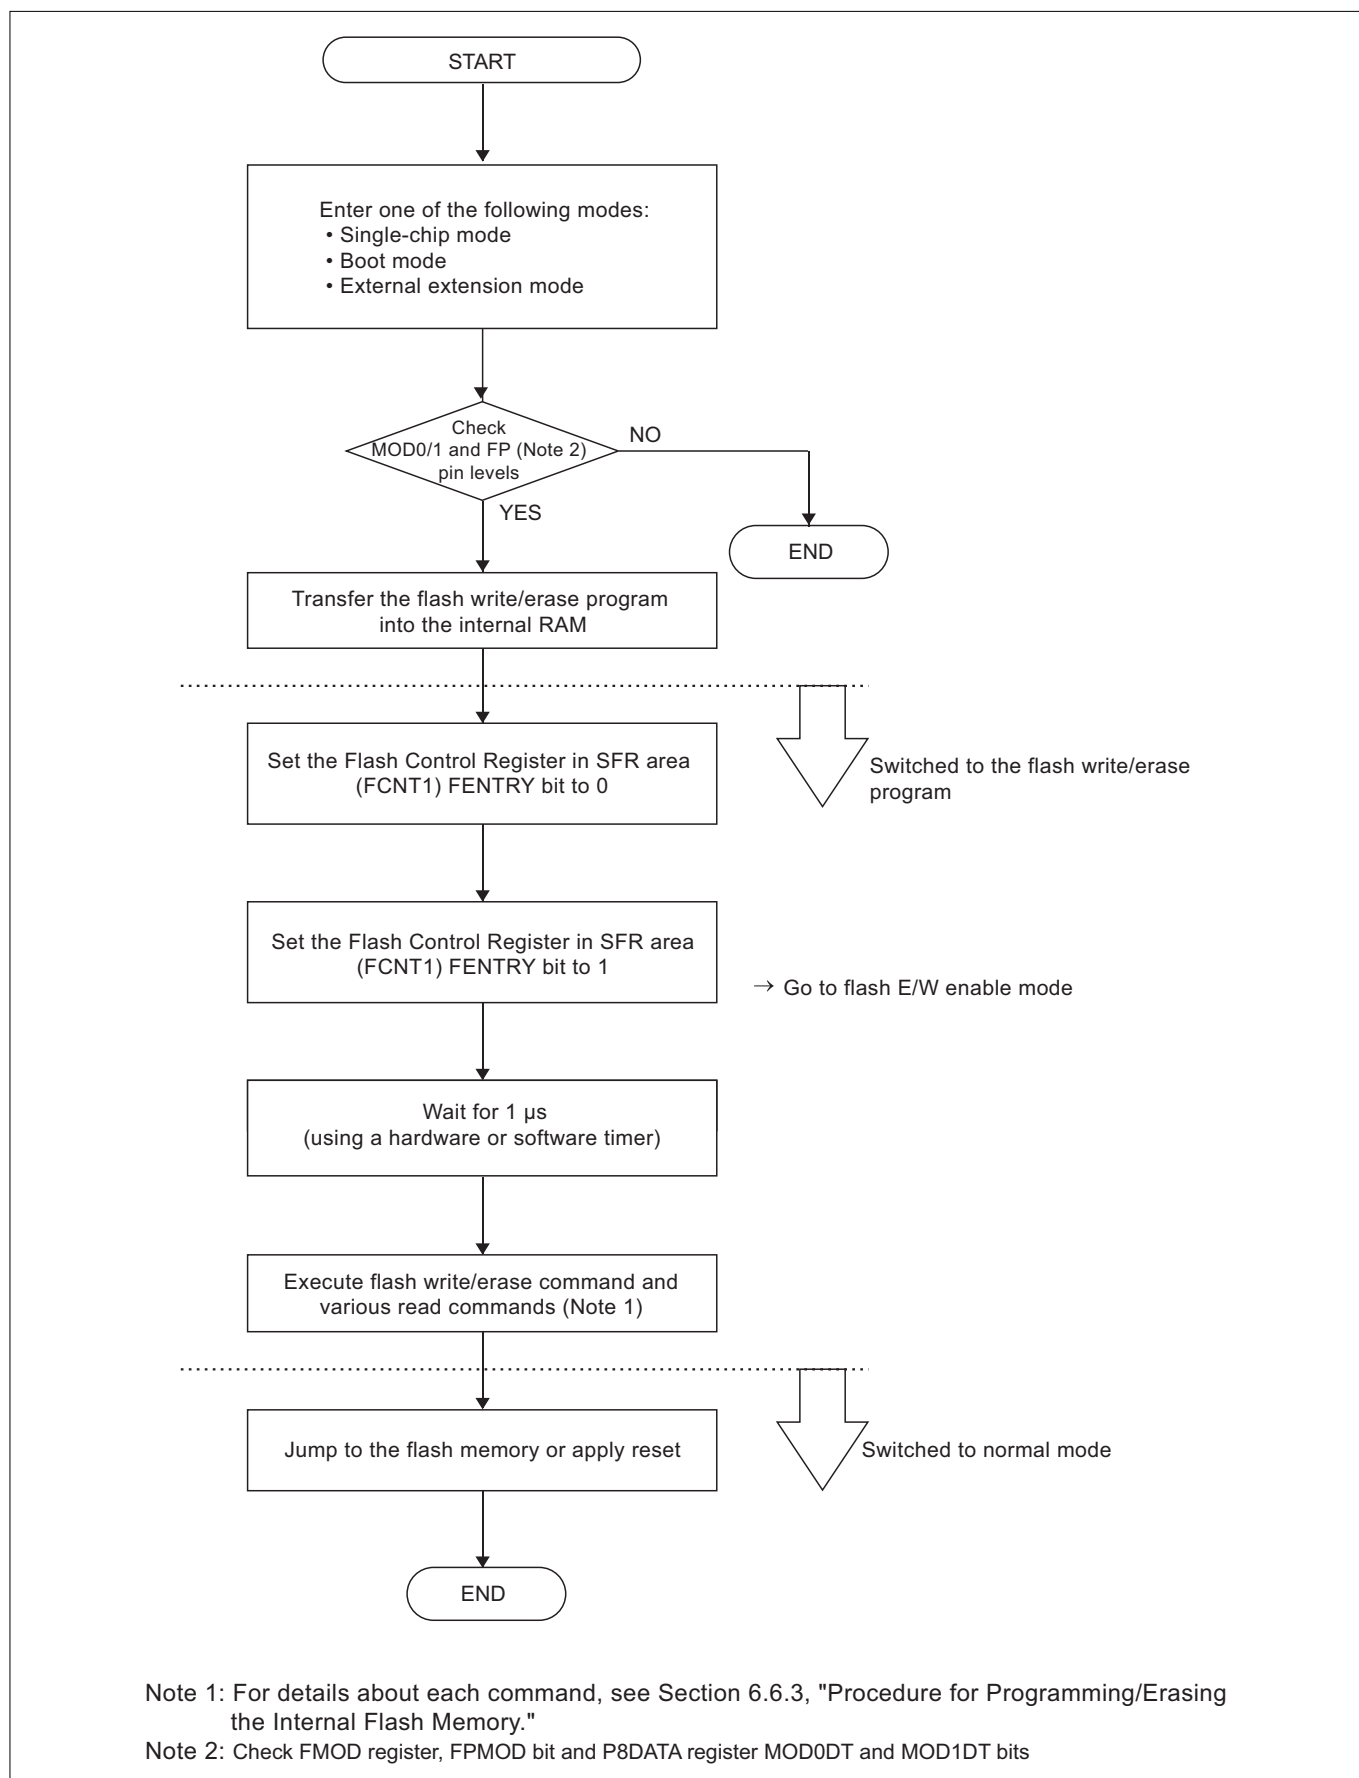 START
Enter one of the following modes:
• Single-chip mode
• Boot mode
• External extension mode
Check
MOD0/1 and FP (Note 2)
pin levels
NO
YES
END
Transfer the flash write/erase program
into the internal RAM
Set the Flash Control Register in SFR area
(FCNT1) FENTRY bit to 0
Switched to the flash write/erase
program
Set the Flash Control Register in SFR area
(FCNT1) FENTRY bit to 1
→ Go to flash E/W enable mode
Wait for 1 µs
(using a hardware or software timer)
Execute flash write/erase command and
various read commands (Note 1)
Jump to the flash memory or apply reset
Switched to normal mode
END
Note 1: For details about each command, see Section 6.6.3, "Procedure for Programming/Erasing
the Internal Flash Memory."
Note 2: Check FMOD register, FPMOD bit and P8DATA register MOD0DT and MOD1DT bits